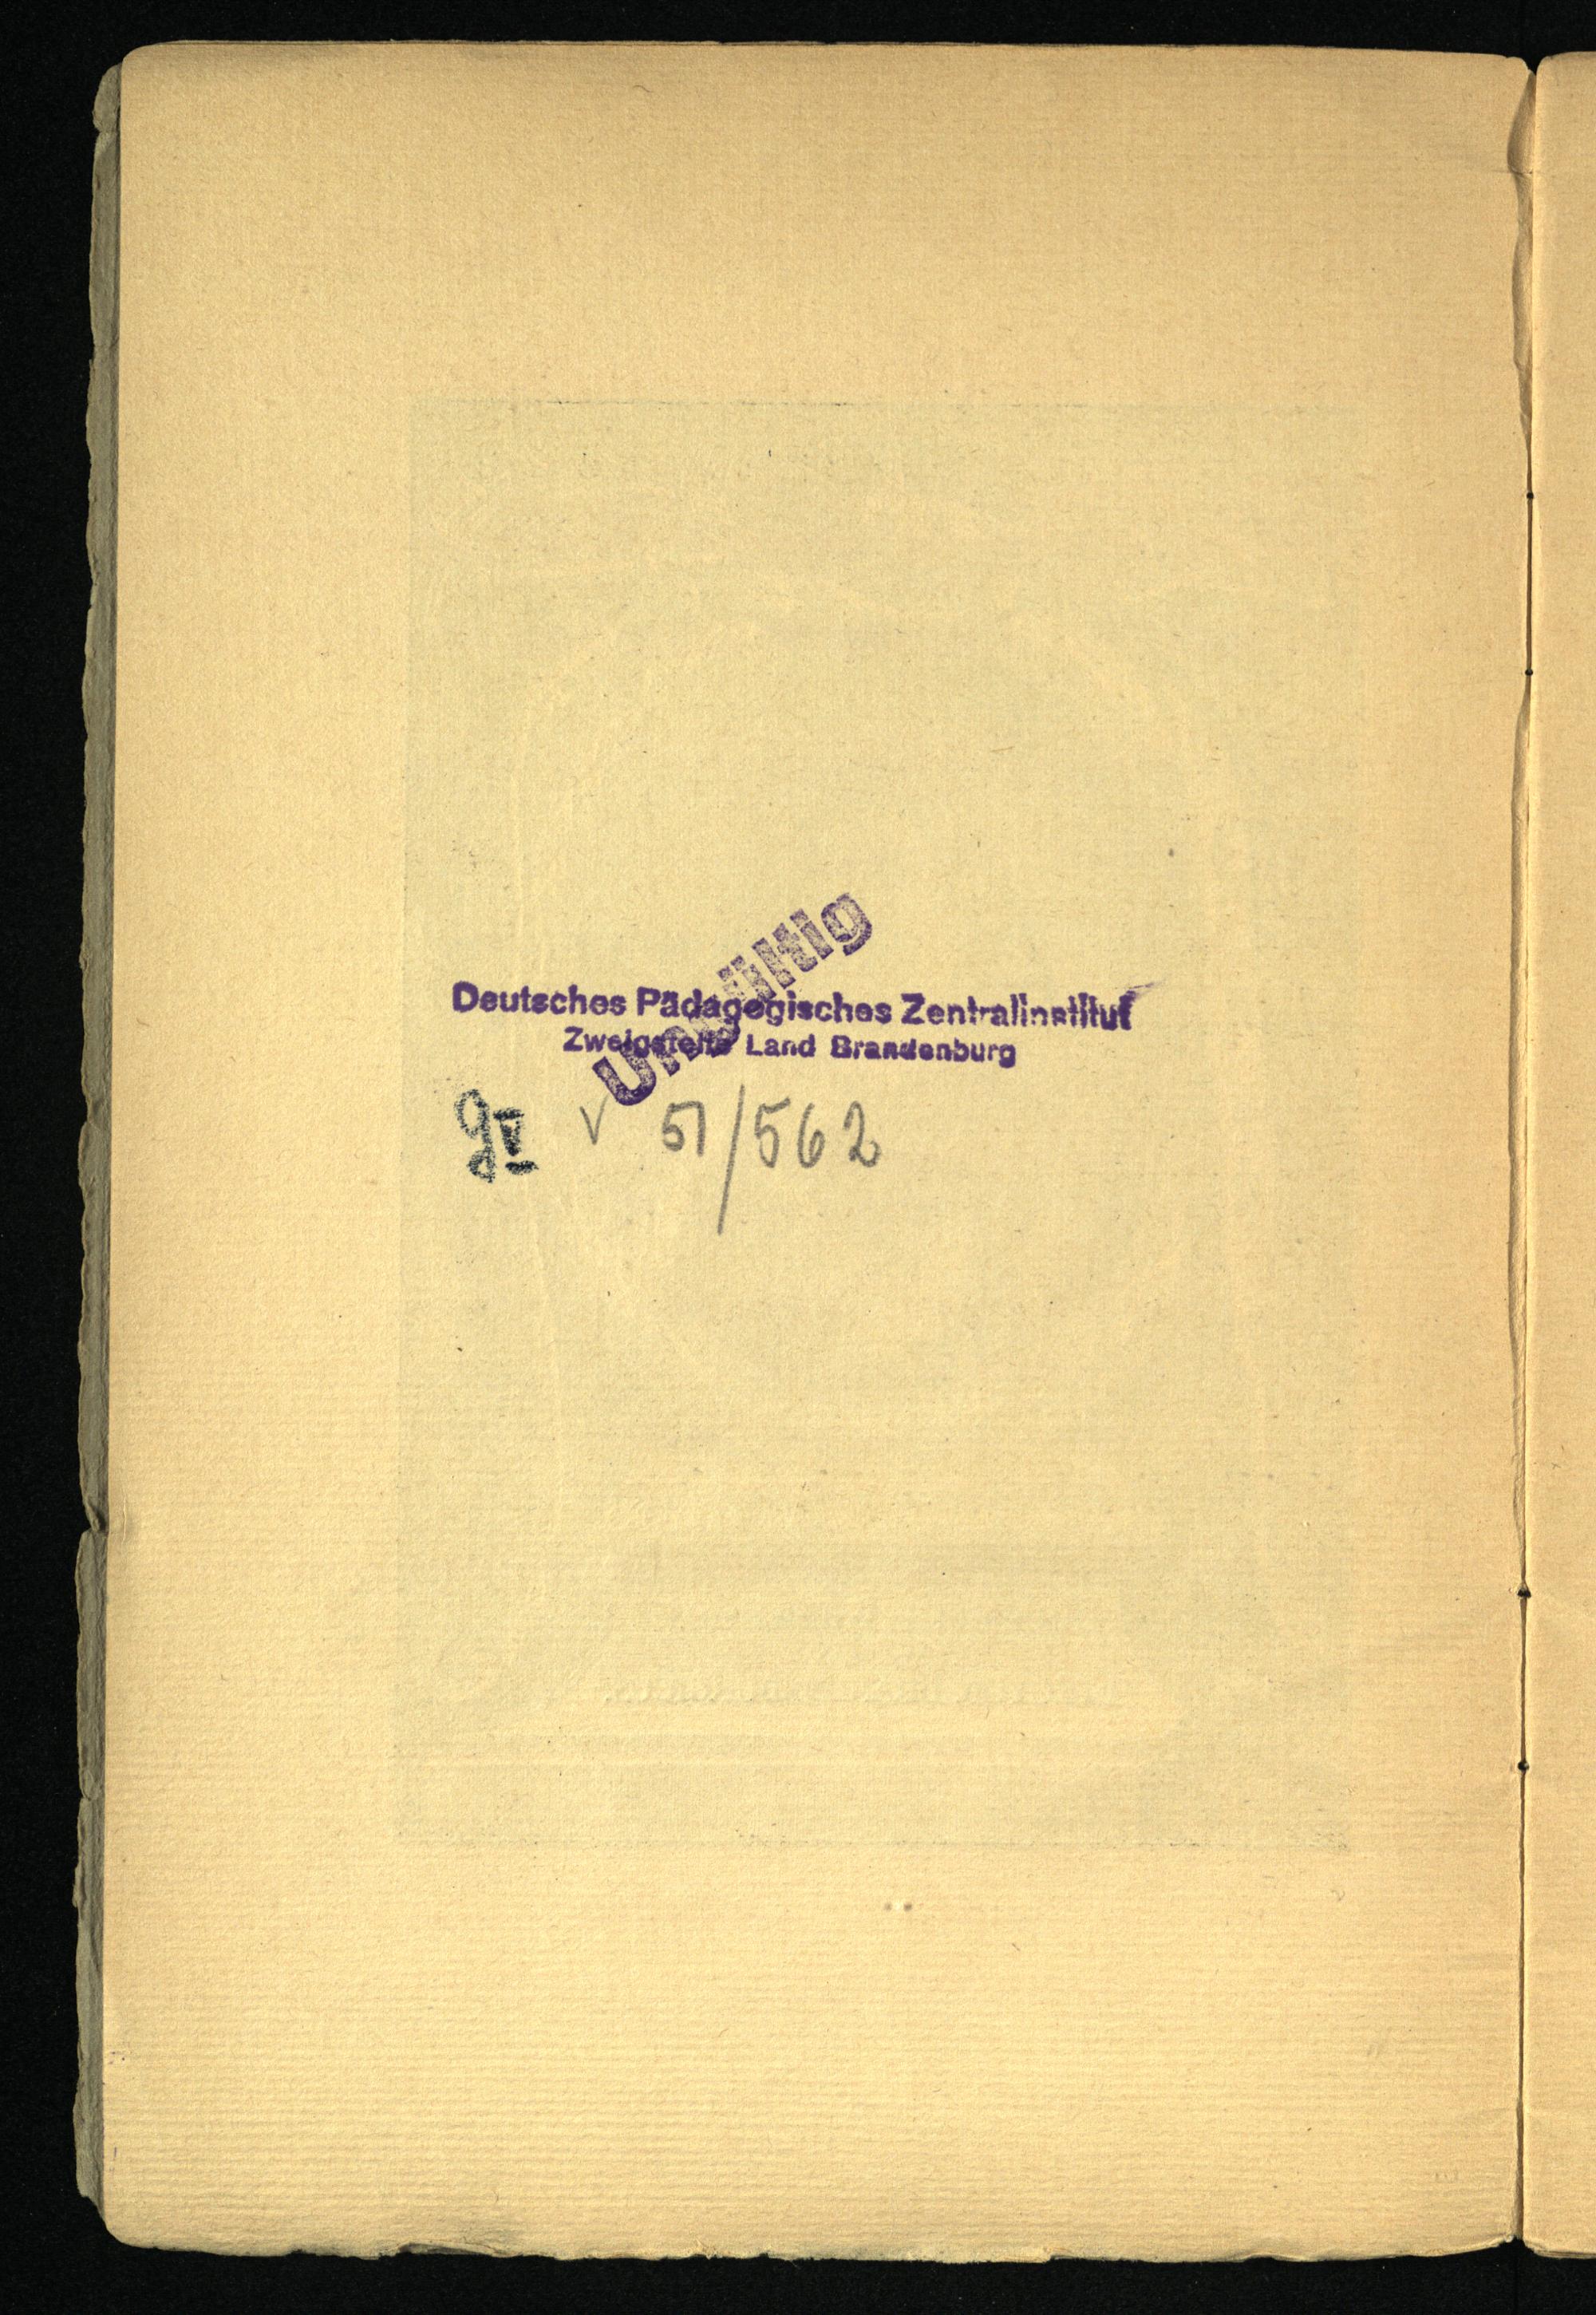 Ungültig
Deutsches Pädagogisches Zentralinstitut
Zweigstelle Land Brandenburg
51/562